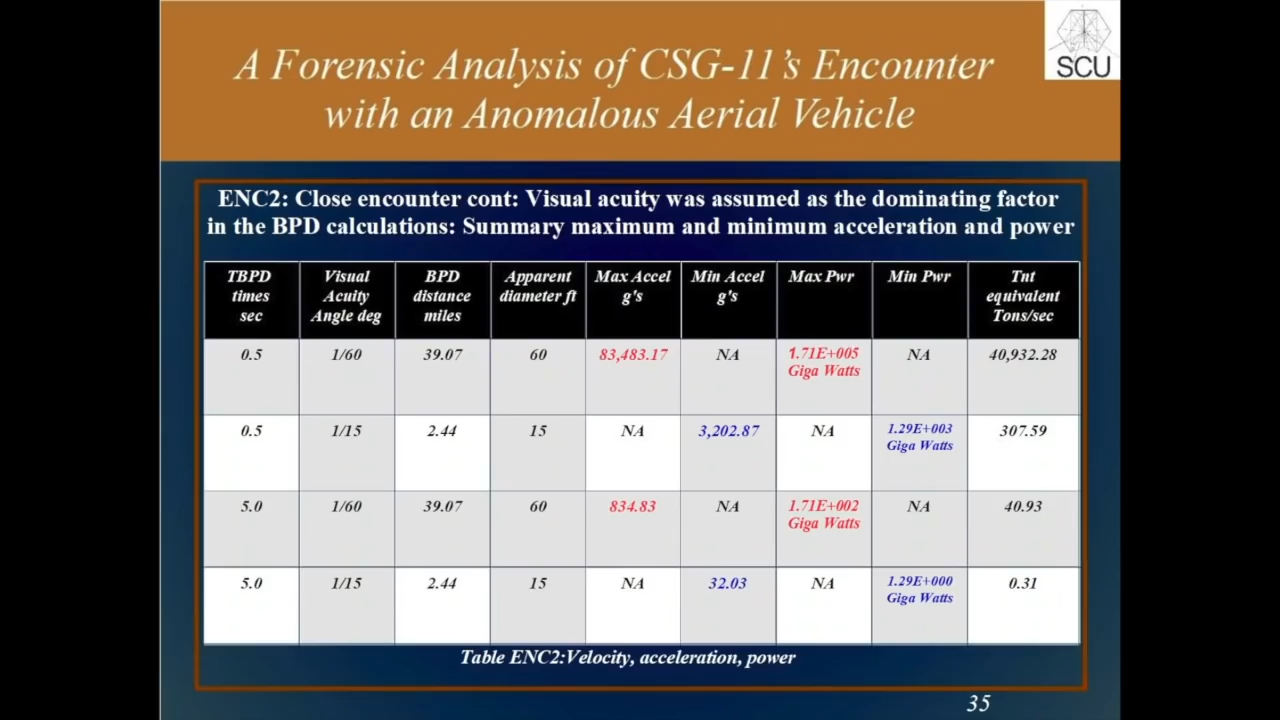 A Forensic Analysis of CSG-11's Encounter
with an Anomalous Aerial Vehicle
SCU
ENC2: Close encounter cont: Visual acuity was assumed as the dominating factor
in the BPD calculations: Summary maximum and minimum acceleration and power
TBPD times sec | Visual Acuity Angle deg | BPD distance miles | Apparent diameter ft | Max Accel g's | Min Accel g's | Max Pwr | Min Pwr | Tnt equivalent Tons/sec
0.5 | 1/60 | 39.07 | 60 | 83,483.17 | NA | 1.71E+005 Giga Watts | NA | 40,932.28
0.5 | 1/15 | 2.44 | 15 | NA | 3,202.87 | NA | 1.29E+003 Giga Watts | 307.59
5.0 | 1/60 | 39.07 | 60 | 834.83 | NA | 1.71E+002 Giga Watts | NA | 40.93
5.0 | 1/15 | 2.44 | 15 | NA | 32.03 | NA | 1.29E+000 Giga Watts | 0.31
Table ENC2:Velocity, acceleration, power
35